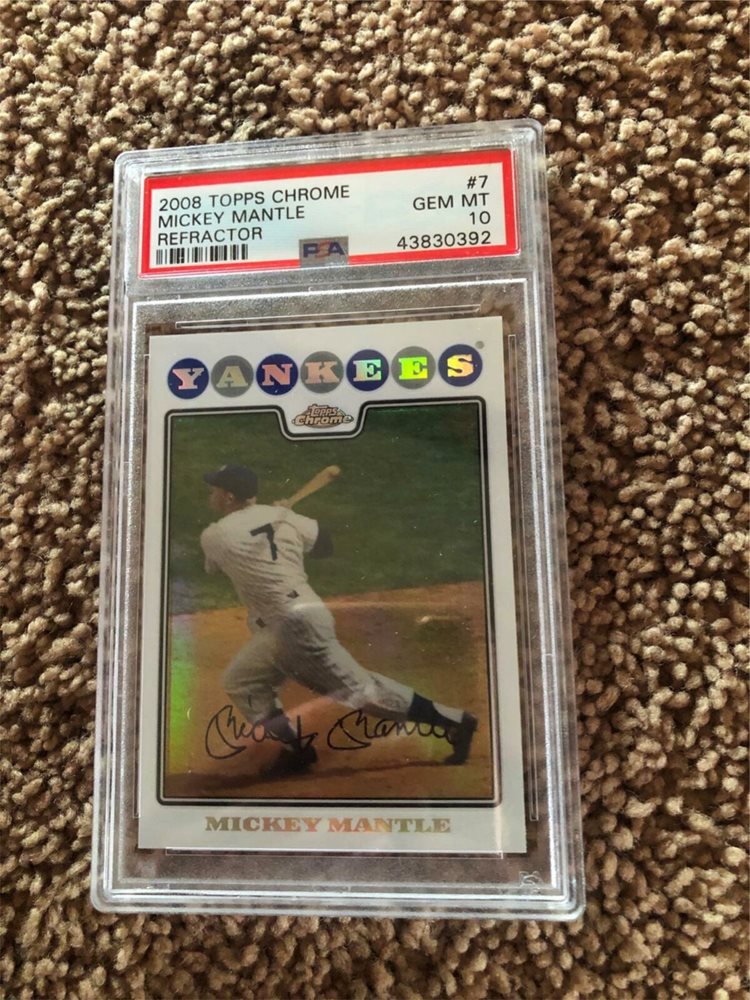 2008 TOPPS CHROME #7
MICKEY MANTLE GEM MT
REFRACTOR 10
PSA 43830392
YANKEES®
Topps
Chrome
7
Mickey Mantle
MICKEY MANTLE